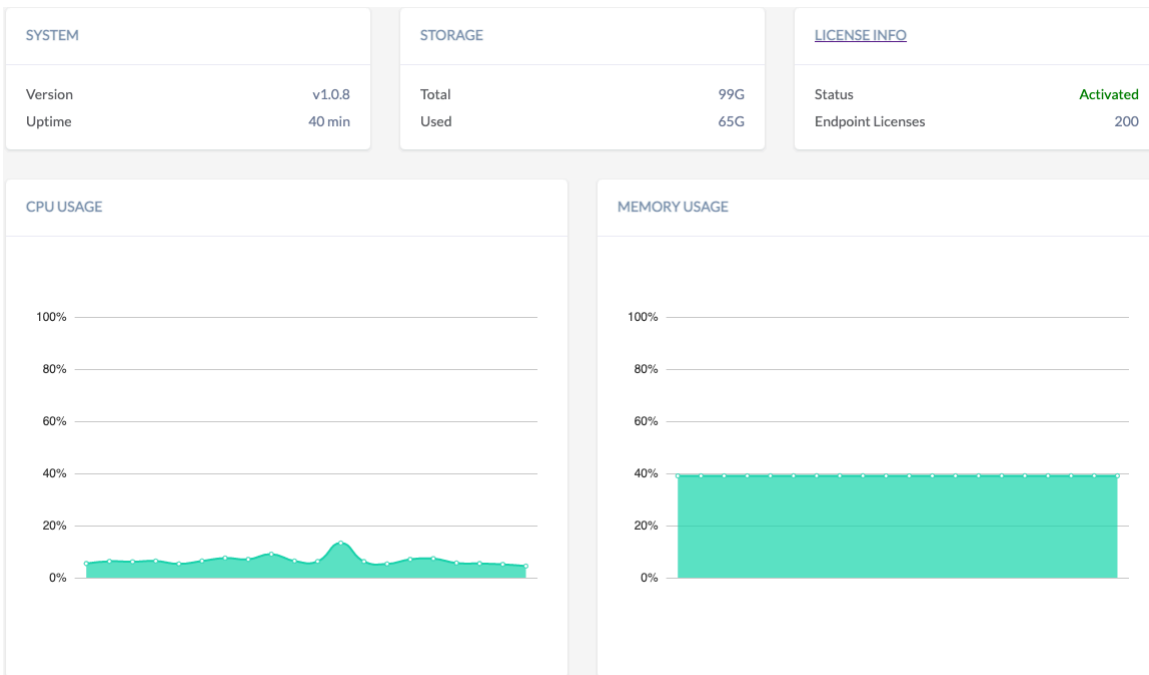 SYSTEM
Version v1.0.8
Uptime 40 min
STORAGE
Total 99G
Used 65G
LICENSE INFO
Status Activated
Endpoint Licenses 200
CPU USAGE
100%
80%
60%
40%
20%
0%
MEMORY USAGE
100%
80%
60%
40%
20%
0%